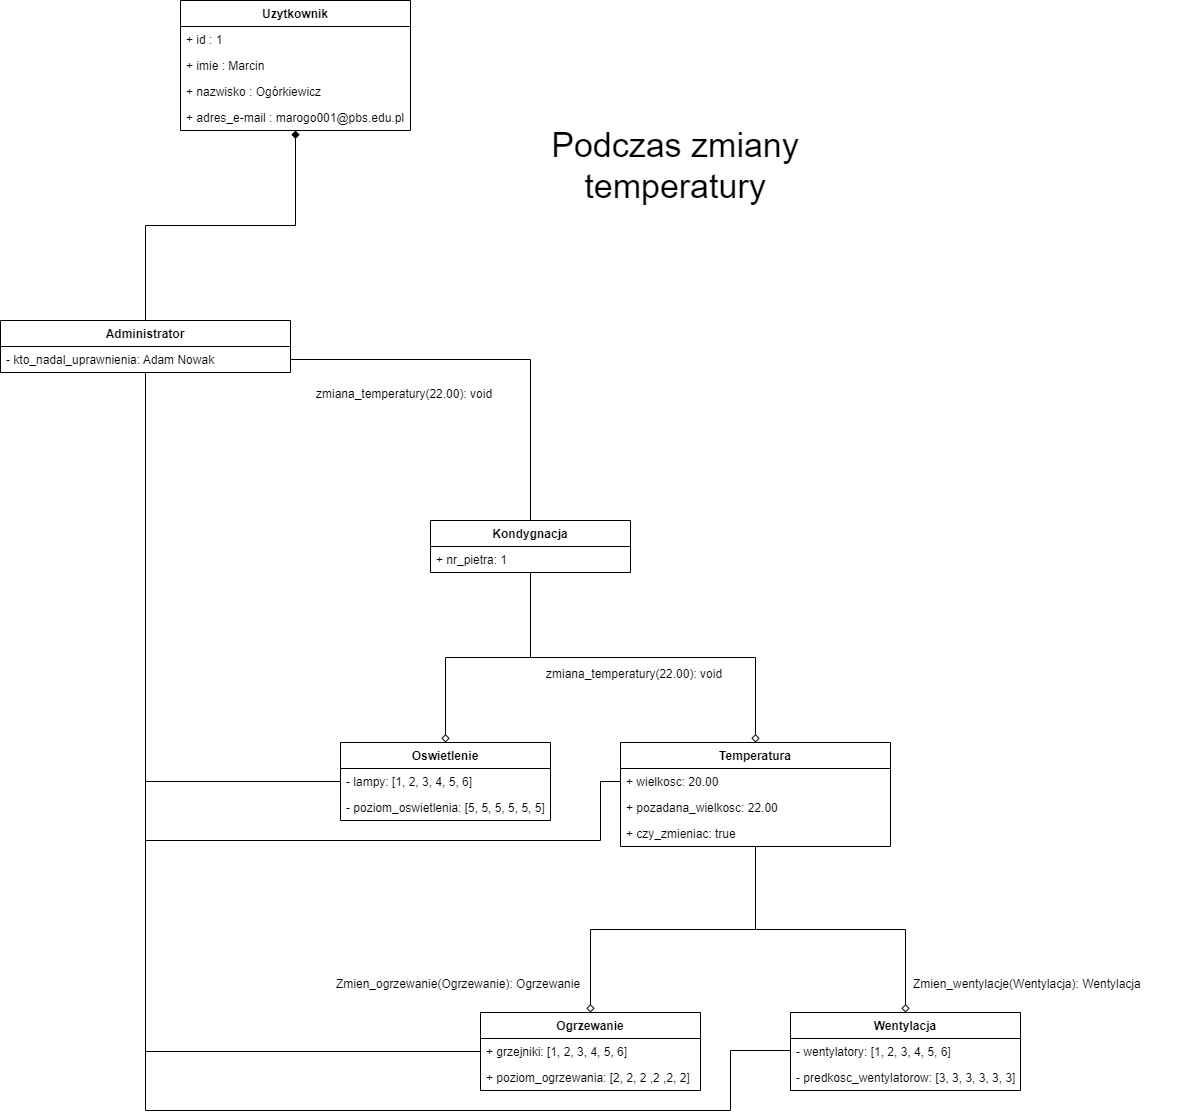 Uzytkownik
+ id : 1
+ imie : Marcin
+ nazwisko : Ogórkiewicz
+ adres_e-mail : marogo001@pbs.edu.pl
Podczas zmiany
temperatury
Administrator
- kto_nadal_uprawnienia: Adam Nowak
zmiana_temperatury(22.00): void
Kondygnacja
+ nr_pietra: 1
zmiana_temperatury(22.00): void
Oswietlenie
- lampy: [1, 2, 3, 4, 5, 6]
- poziom_oswietlenia: [5, 5, 5, 5, 5, 5]
Temperatura
+ wielkosc: 20.00
+ pozadana_wielkosc: 22.00
+ czy_zmieniac: true
Zmien_ogrzewanie(Ogrzewanie): Ogrzewanie
Zmien_wentylacje(Wentylacja): Wentylacja
Ogrzewanie
+ grzejniki: [1, 2, 3, 4, 5, 6]
+ poziom_ogrzewania: [2, 2, 2 ,2 ,2, 2]
Wentylacja
- wentylatory: [1, 2, 3, 4, 5, 6]
- predkosc_wentylatorow: [3, 3, 3, 3, 3, 3]